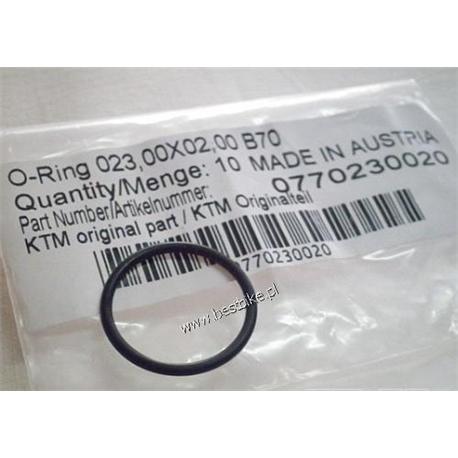 O-Ring 023,00X02,00 B70
Quantity/Menge: 10 MADE IN AUSTRIA
Part Number/Artikelnummer: 0770230020
KTM original part / KTM Originalteil
0770230020
www.bestbike.pl